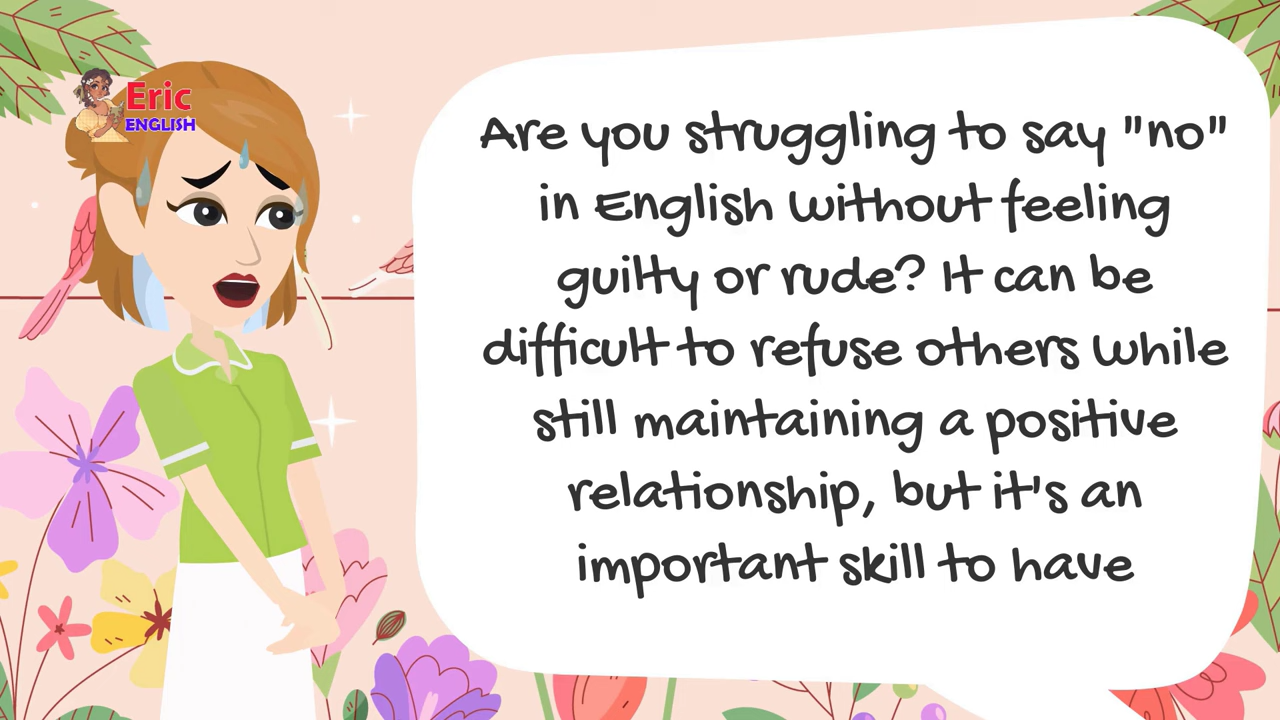 Eric
ENGLISH
Are you struggling to say "no"
in English without feeling
guilty or rude? It can be
difficult to refuse others while
still maintaining a positive
relationship, but it's an
important skill to have